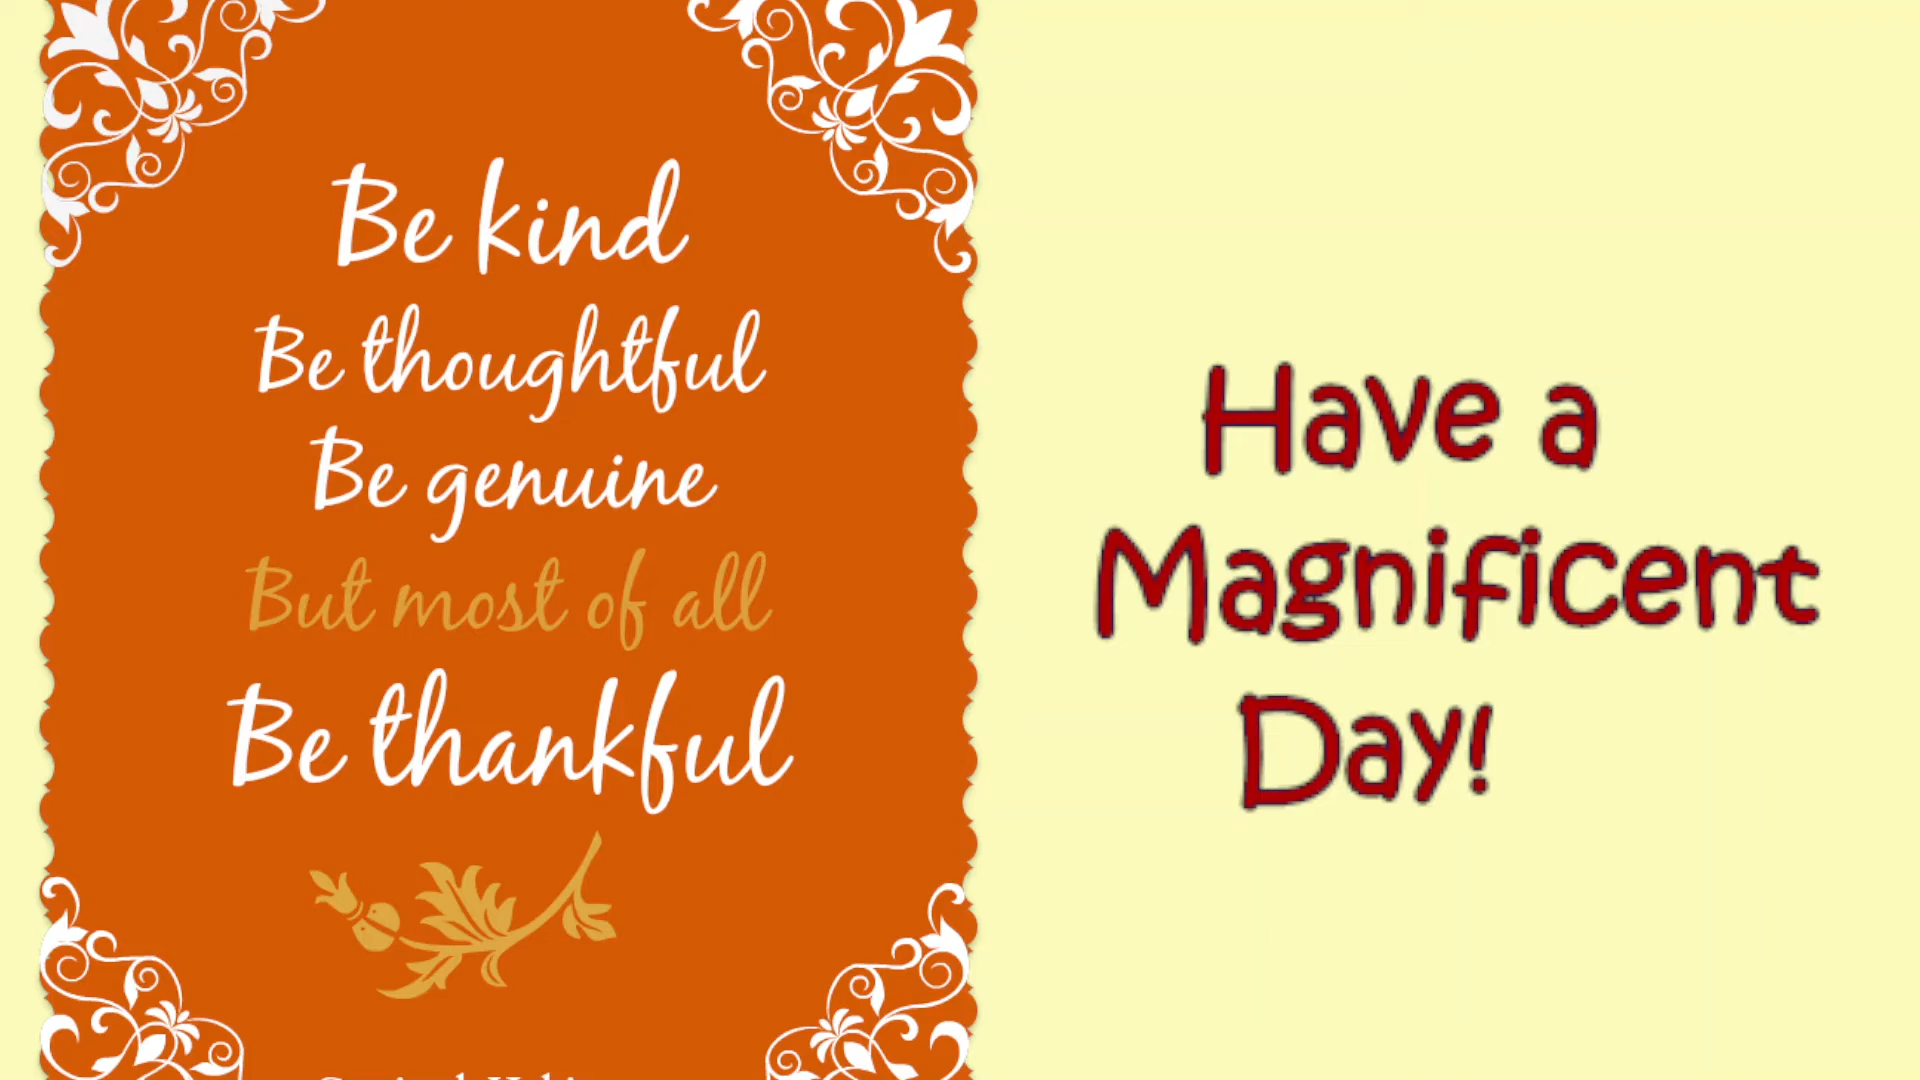 Be kind
Be thoughtful
Be genuine
But most of all
Be thankful
Have a
Magnificent
Day!